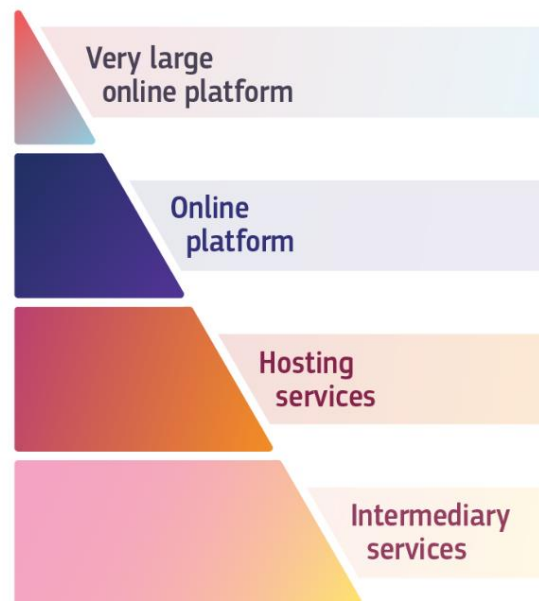 Very large
online platform
Online
platform
Hosting
services
Intermediary
services